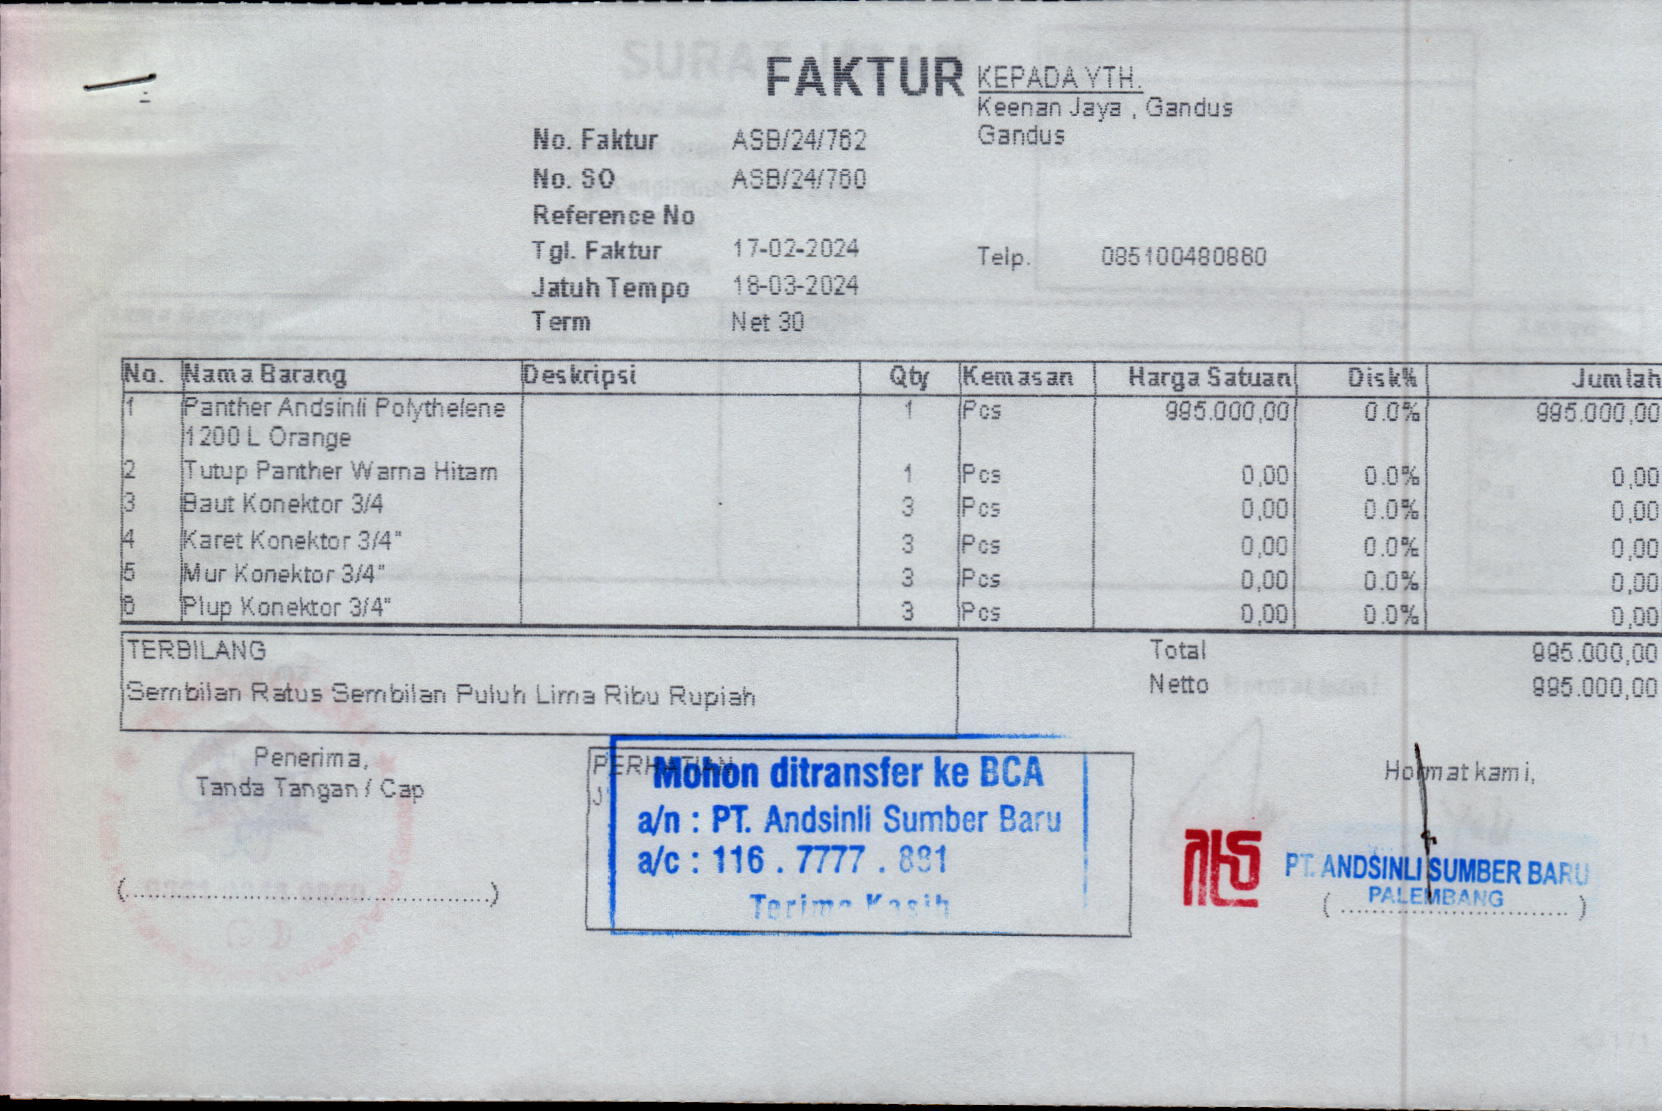 FAKTUR
KEPADA YTH.
Keenan Jaya , Gandus
Gandus
No. Faktur ASB/24/762
No. SO ASB/24/760
Reference No
Tgl. Faktur 17-02-2024
Telp. 085100480880
Jatuh Tempo 18-03-2024
Term Net 30
No. Nama Barang Deskripsi Qty Kemasan Harga Satuan Disk% Jumlah
1 Panther Andsinli Polythelene 1 Pcs 995.000,00 0.0% 995.000,00
1200 L Orange
2 Tutup Panther Warna Hitam 1 Pcs 0,00 0.0% 0,00
3 Baut Konektor 3/4 3 Pcs 0,00 0.0% 0,00
4 Karet Konektor 3/4" 3 Pcs 0,00 0.0% 0,00
5 Mur Konektor 3/4" 3 Pcs 0,00 0.0% 0,00
6 Plup Konektor 3/4" 3 Pcs 0,00 0.0% 0,00
TERBILANG
Sembilan Ratus Sembilan Puluh Lima Ribu Rupiah
Total 995.000,00
Netto 995.000,00
Penerima,
Tanda Tangan / Cap
(..............................................)
PERHATIAN
Mohon ditransfer ke BCA
a/n : PT. Andsinli Sumber Baru
a/c : 116 . 7777 . 891
Terima Kasih
Hormat kami,
PT. ANDSINLI SUMBER BARU
PALEMBANG
( ............................. )